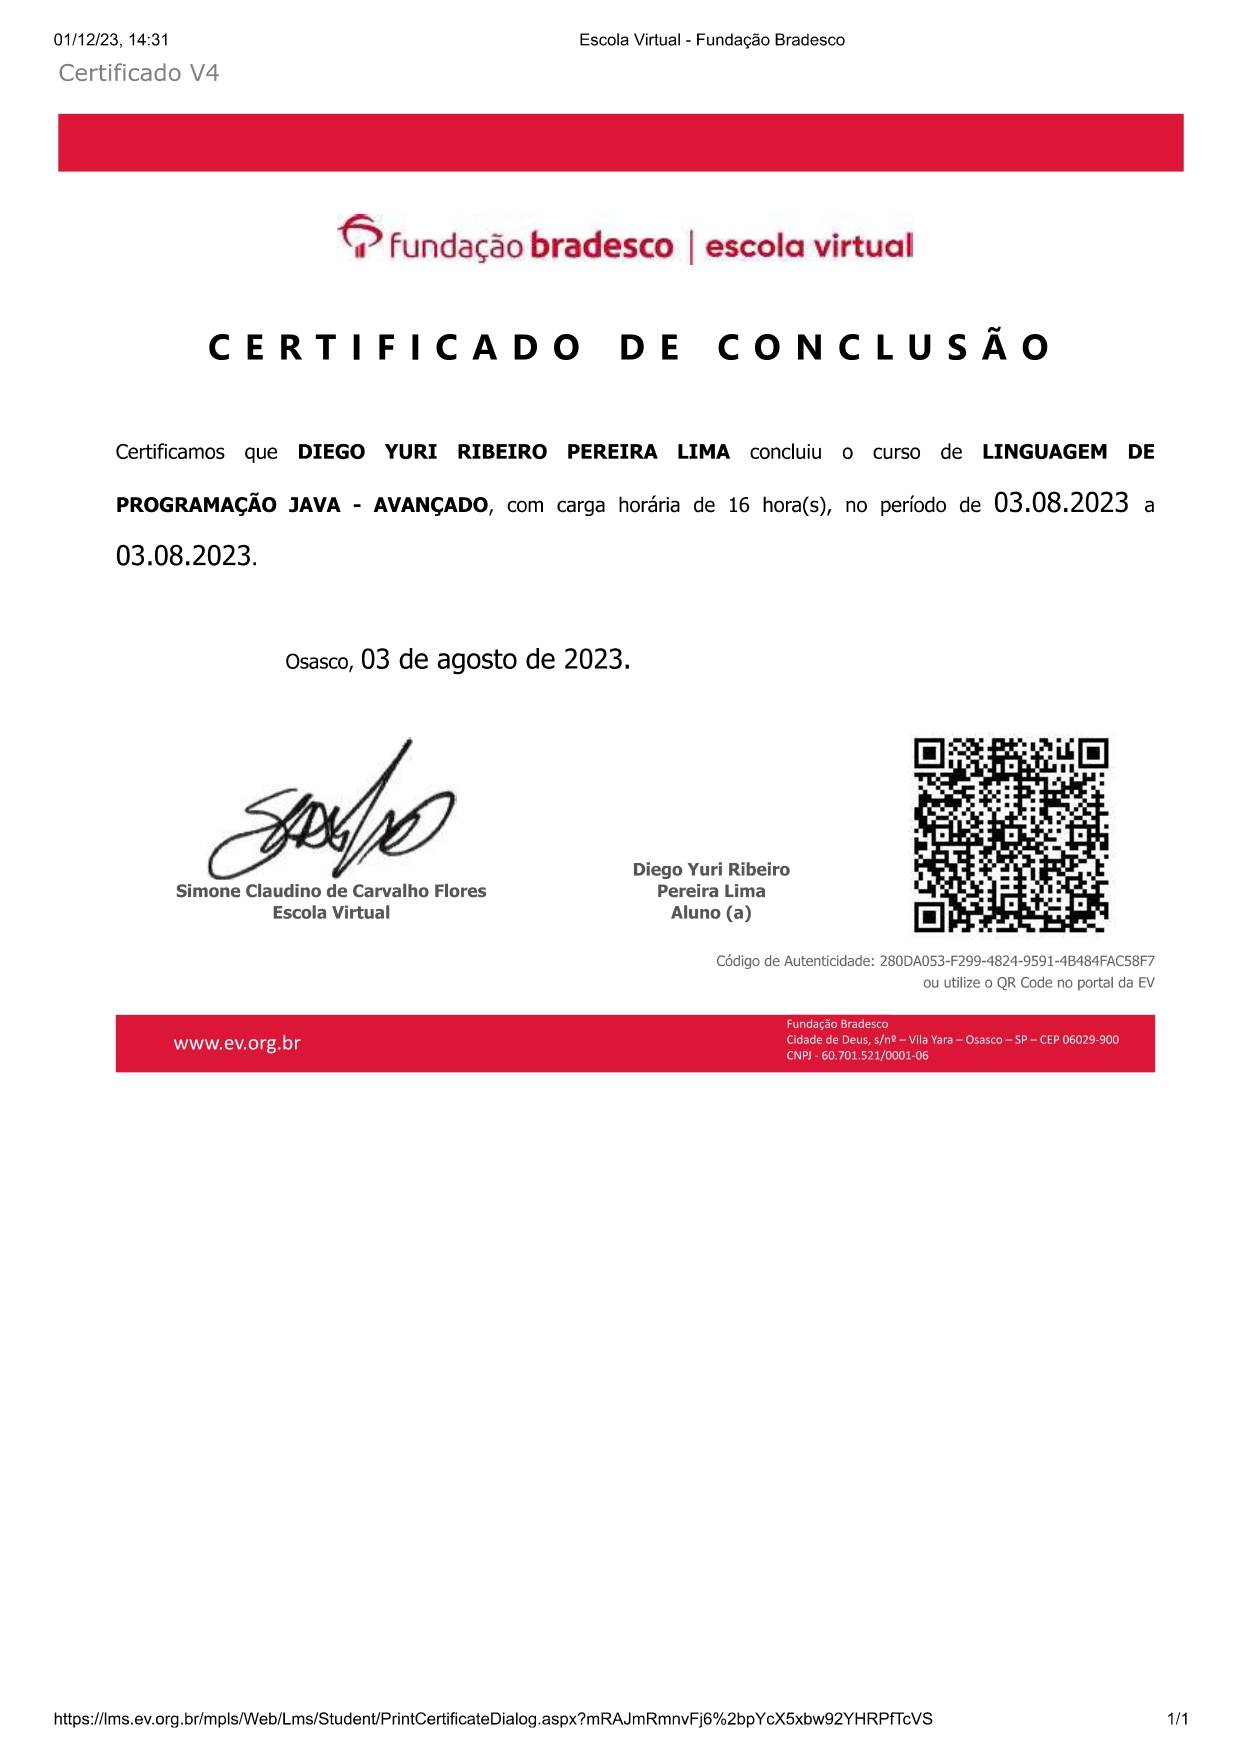 01/12/23, 14:31
Escola Virtual - Fundação Bradesco
Certificado V4
fundação bradesco | escola virtual
CERTIFICADO DE CONCLUSÃO
Certificamos que DIEGO YURI RIBEIRO PEREIRA LIMA concluiu o curso de LINGUAGEM DE
PROGRAMAÇÃO JAVA - AVANÇADO, com carga horária de 16 hora(s), no período de 03.08.2023 a
03.08.2023.
Osasco, 03 de agosto de 2023.
Simone Claudino de Carvalho Flores
Escola Virtual
Diego Yuri Ribeiro
Pereira Lima
Aluno (a)
Código de Autenticidade: 280DA053-F299-4824-9591-4B484FAC58F7
ou utilize o QR Code no portal da EV
www.ev.org.br
Fundação Bradesco
Cidade de Deus, s/nº – Vila Yara – Osasco – SP – CEP 06029-900
CNPJ - 60.701.521/0001-06
https://lms.ev.org.br/mpls/Web/Lms/Student/PrintCertificateDialog.aspx?mRAJmRmnvFj6%2bpYcX5xbw92YHRPfTcVS
1/1